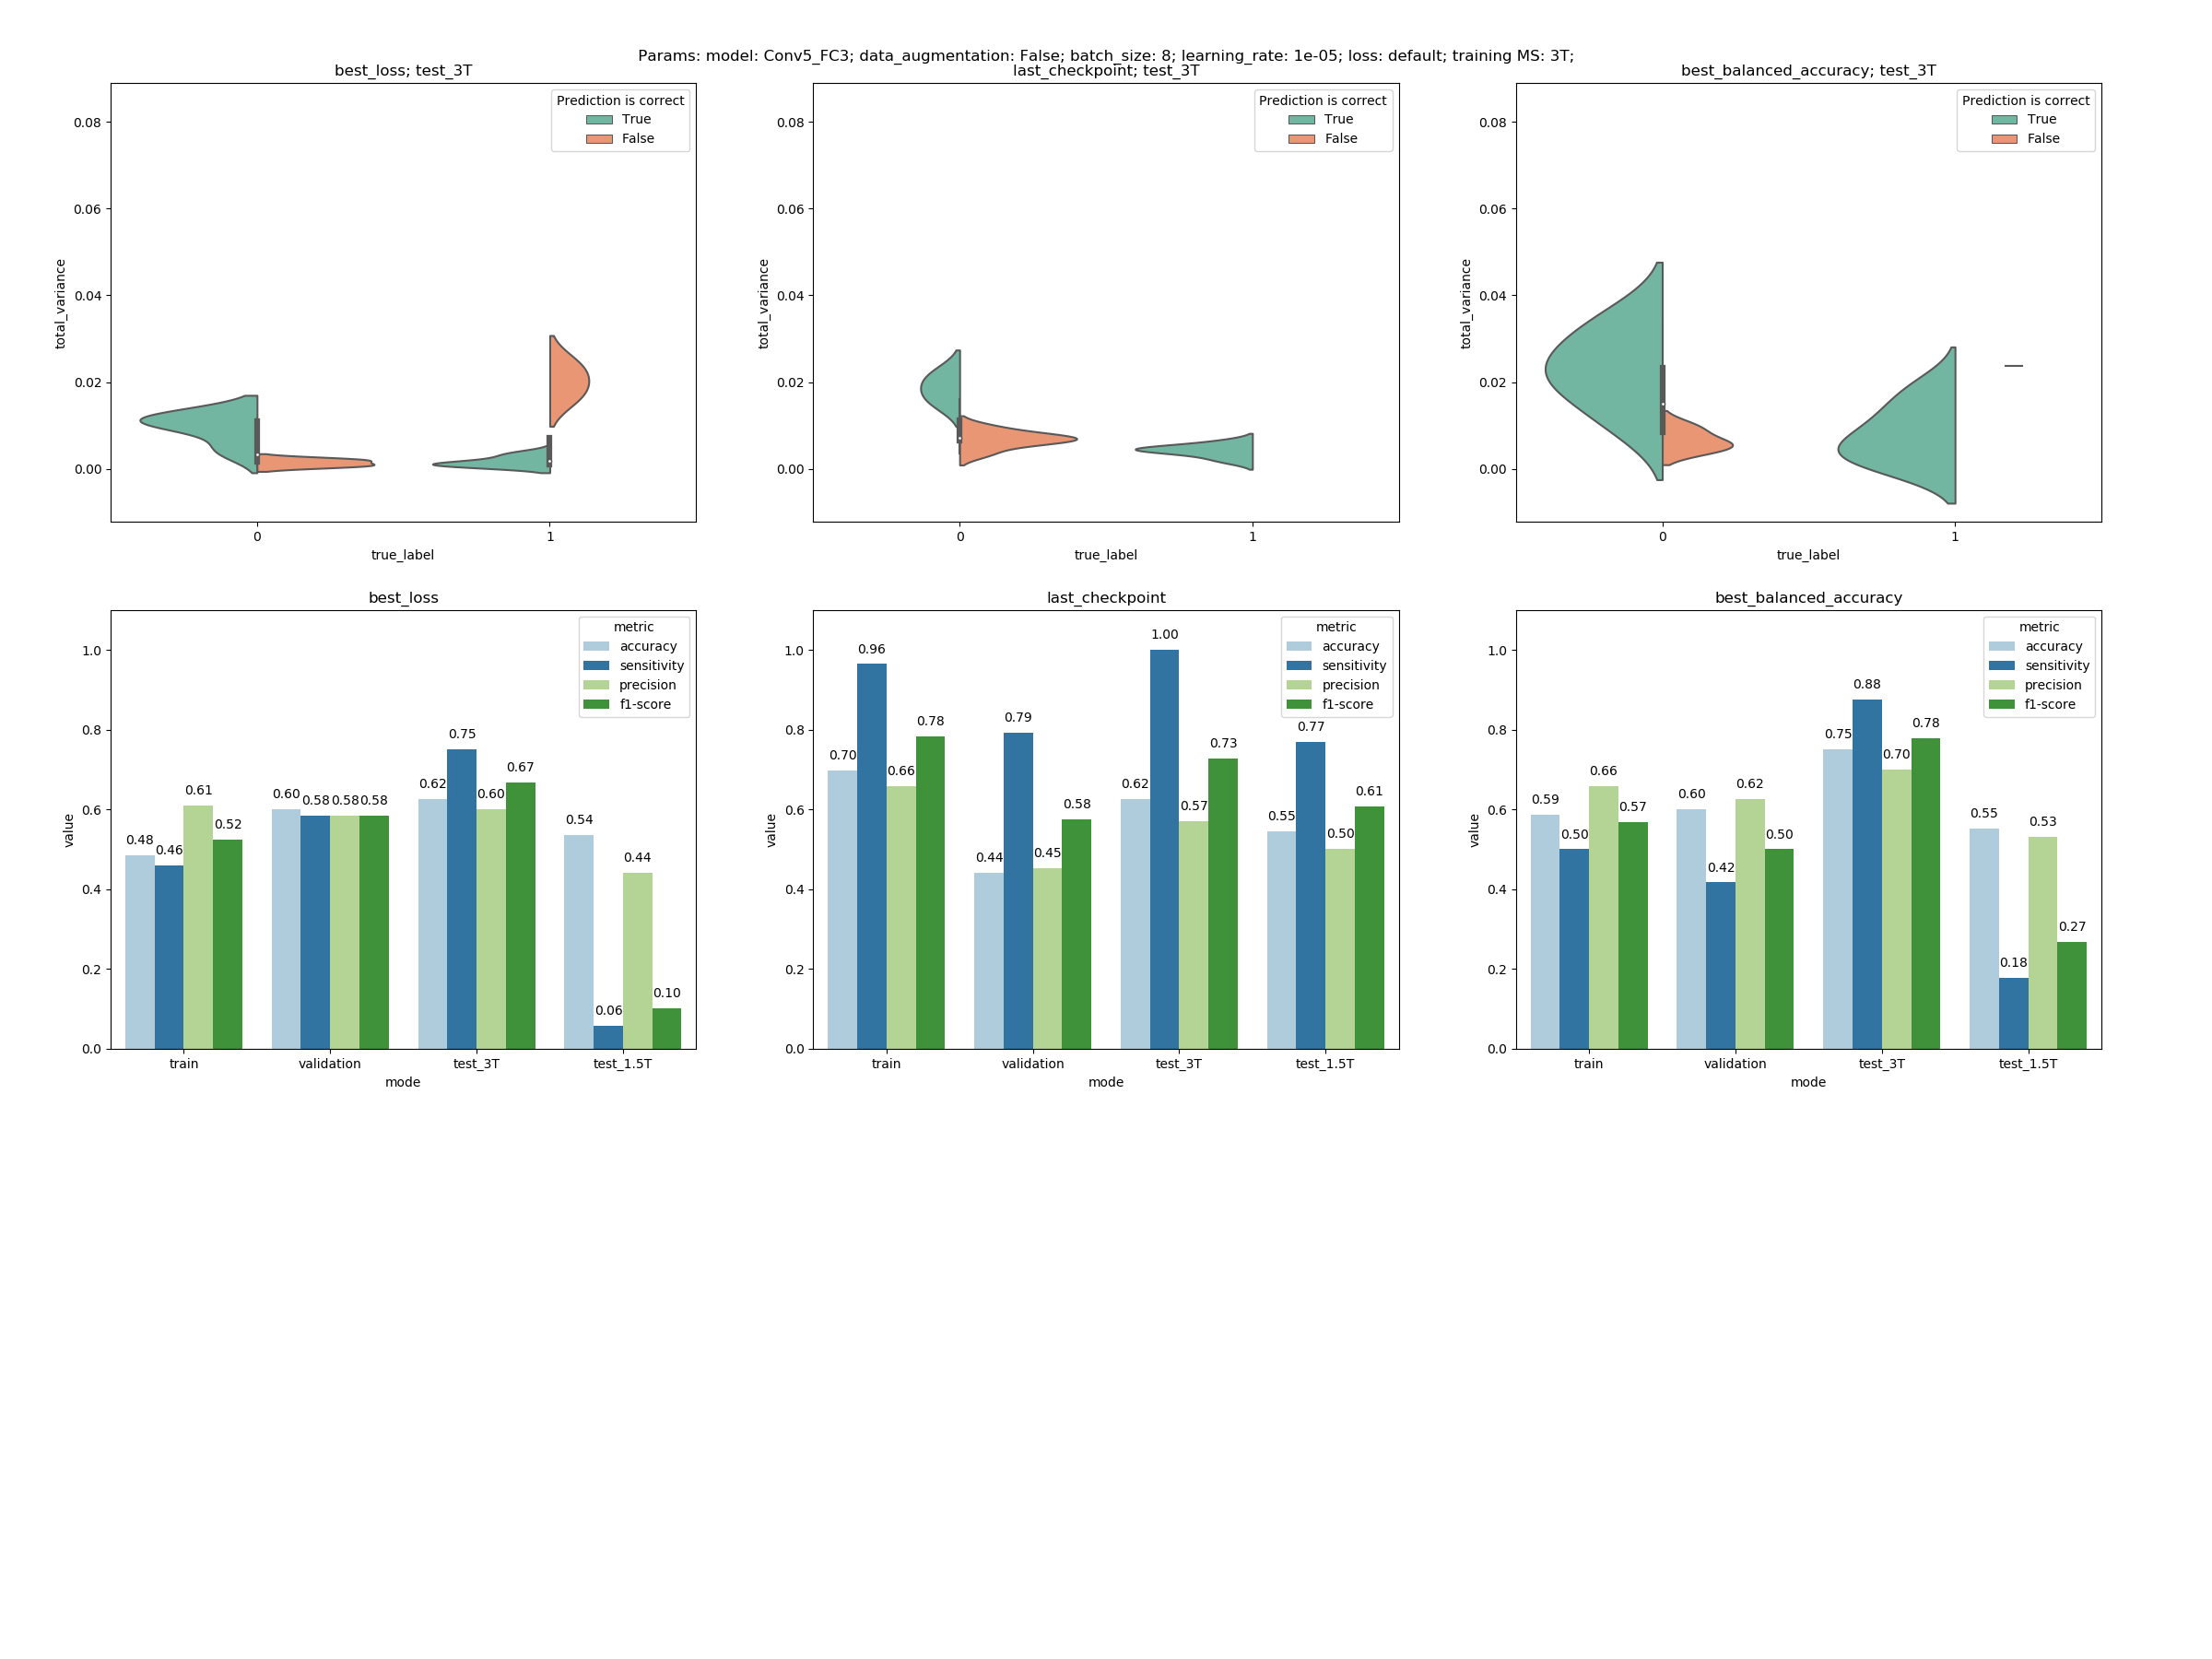 Params: model: Conv5_FC3; data_augmentation: False; batch_size: 8; learning_rate: 1e-05; loss: default; training MS: 3T;
best_loss; test_3T
Prediction is correct
True
False
0.08
0.06
0.04
0.02
0.00
total_variance
0
1
true_label
last_checkpoint; test_3T
Prediction is correct
True
False
0.08
0.06
0.04
0.02
0.00
total_variance
0
1
true_label
best_balanced_accuracy; test_3T
Prediction is correct
True
False
0.08
0.06
0.04
0.02
0.00
total_variance
0
1
true_label
best_loss
metric
accuracy
sensitivity
precision
f1-score
1.0
0.8
0.6
0.4
0.2
0.0
value
0.48
0.46
0.61
0.52
0.60
0.58
0.58
0.58
0.62
0.75
0.60
0.67
0.54
0.06
0.44
0.10
train
validation
test_3T
test_1.5T
mode
last_checkpoint
metric
accuracy
sensitivity
precision
f1-score
1.0
0.8
0.6
0.4
0.2
0.0
value
0.70
0.96
0.66
0.78
0.44
0.79
0.45
0.58
0.62
1.00
0.57
0.73
0.55
0.77
0.50
0.61
train
validation
test_3T
test_1.5T
mode
best_balanced_accuracy
metric
accuracy
sensitivity
precision
f1-score
1.0
0.8
0.6
0.4
0.2
0.0
value
0.59
0.50
0.66
0.57
0.60
0.42
0.62
0.50
0.75
0.88
0.70
0.78
0.55
0.18
0.53
0.27
train
validation
test_3T
test_1.5T
mode